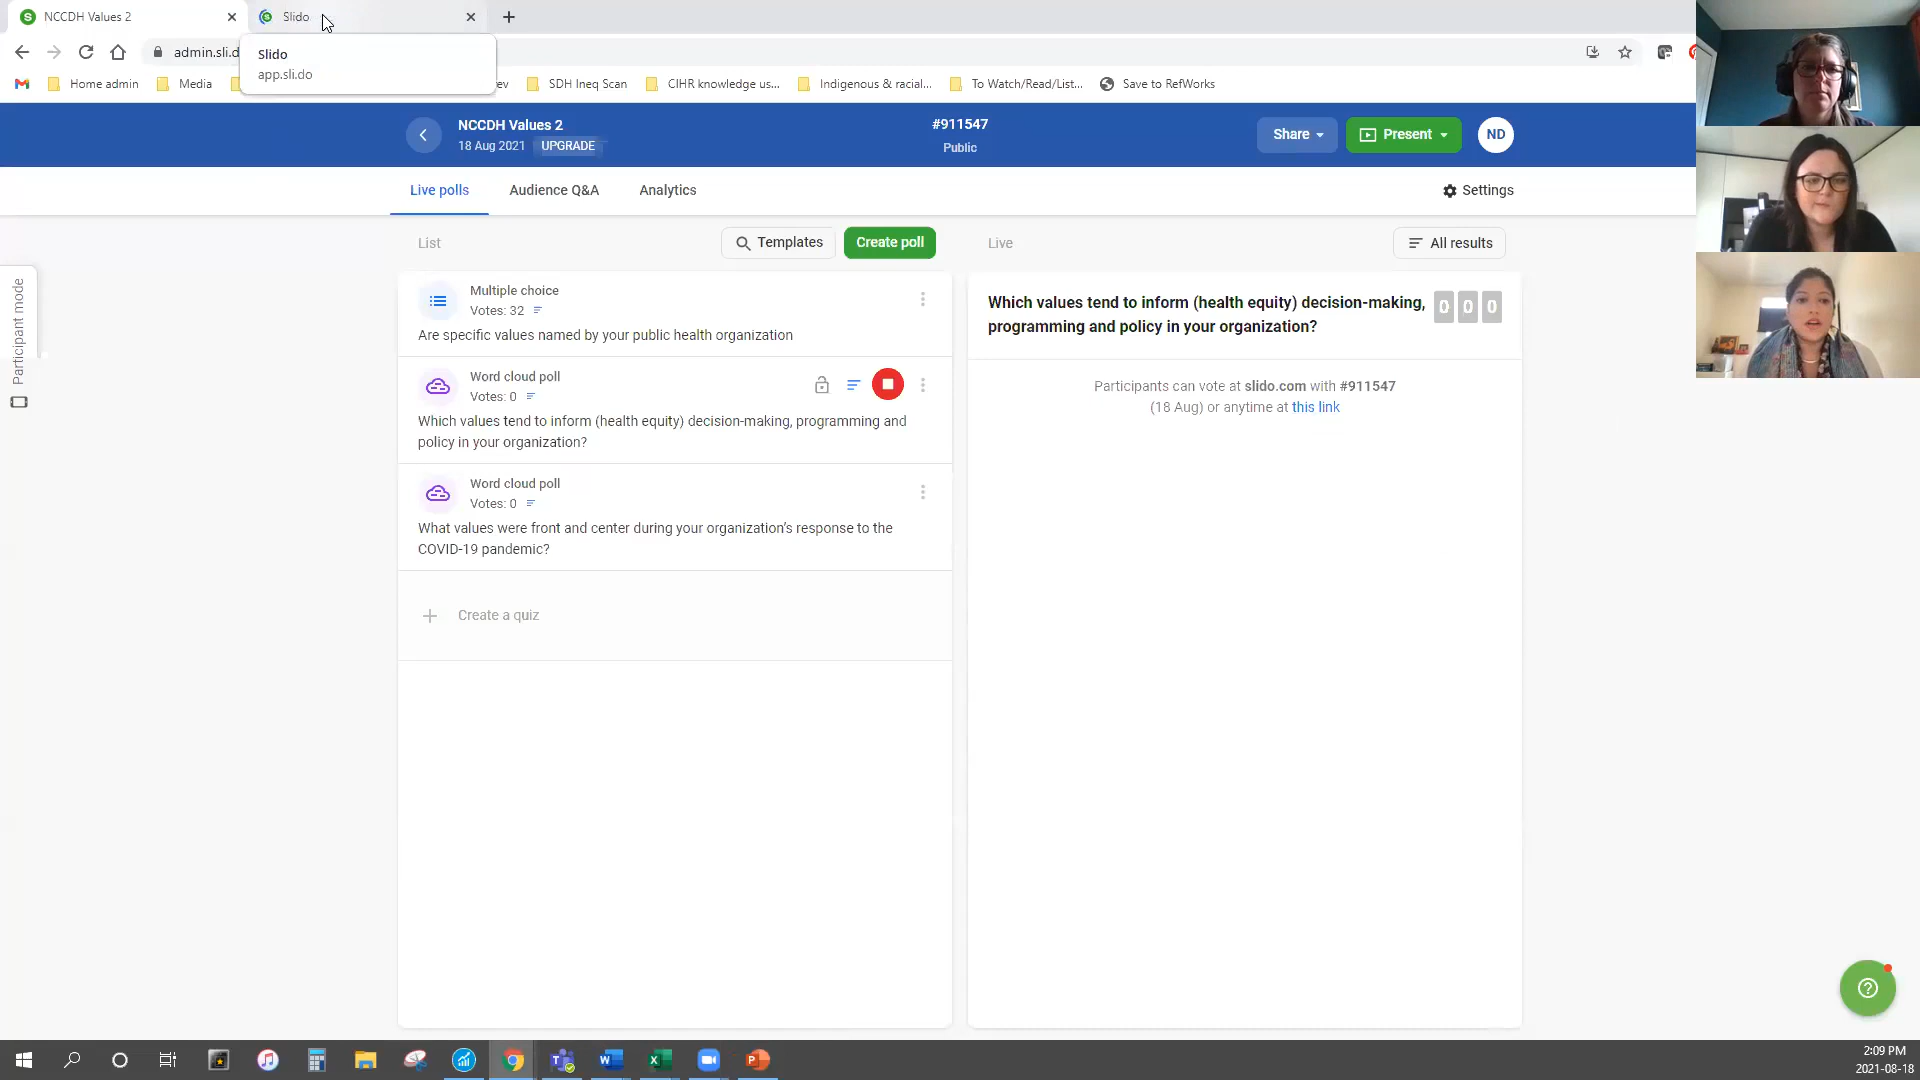 NCCDH Values 2
Slido
admin.sli.d
Slido
app.sli.do
Home admin
Media
ev
SDH Ineq Scan
CIHR knowledge us...
Indigenous & racial...
To Watch/Read/List...
Save to RefWorks
NCCDH Values 2
18 Aug 2021
UPGRADE
#911547
Public
Share
Present
ND
Live polls
Audience Q&A
Analytics
Settings
Participant mode
List
Templates
Create poll
Multiple choice
Votes: 32
Are specific values named by your public health organization
Word cloud poll
Votes: 0
Which values tend to inform (health equity) decision-making, programming and
policy in your organization?
Word cloud poll
Votes: 0
What values were front and center during your organization's response to the
COVID-19 pandemic?
Create a quiz
Live
All results
Which values tend to inform (health equity) decision-making,
programming and policy in your organization?
0 0 0
Participants can vote at slido.com with #911547
(18 Aug) or anytime at this link
2:09 PM
2021-08-18